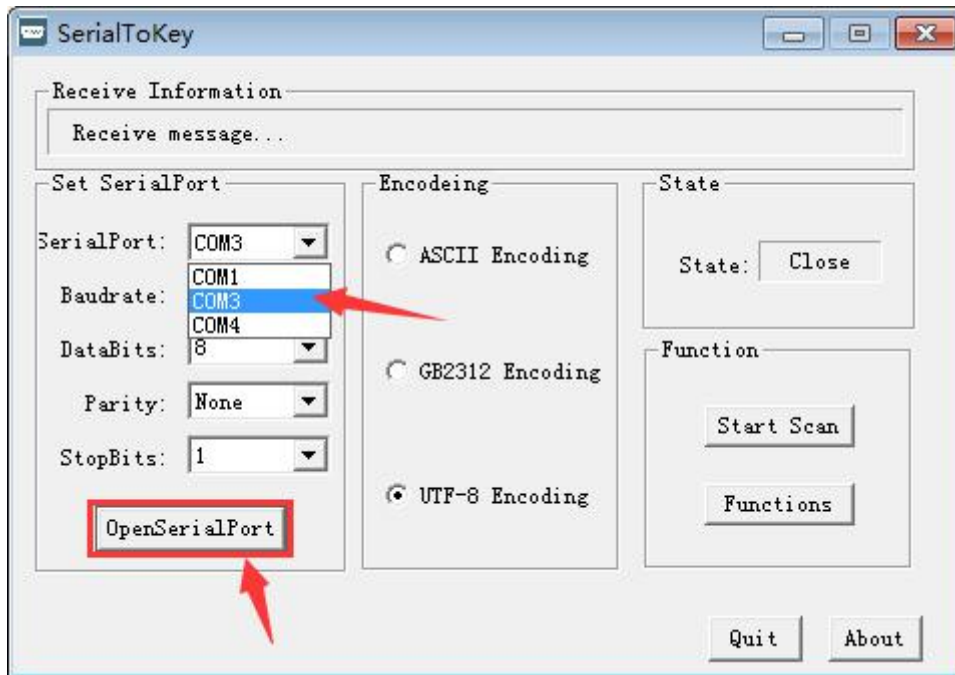 SerialToKey
Receive Information
Receive message...
Set SerialPort
SerialPort: COM3
COM1
COM3
COM4
Baudrate:
DataBits: 8
Parity: None
StopBits: 1
OpenSerialPort
Encodeing
ASCII Encoding
GB2312 Encoding
UTF-8 Encoding
State
State: Close
Function
Start Scan
Functions
Quit
About